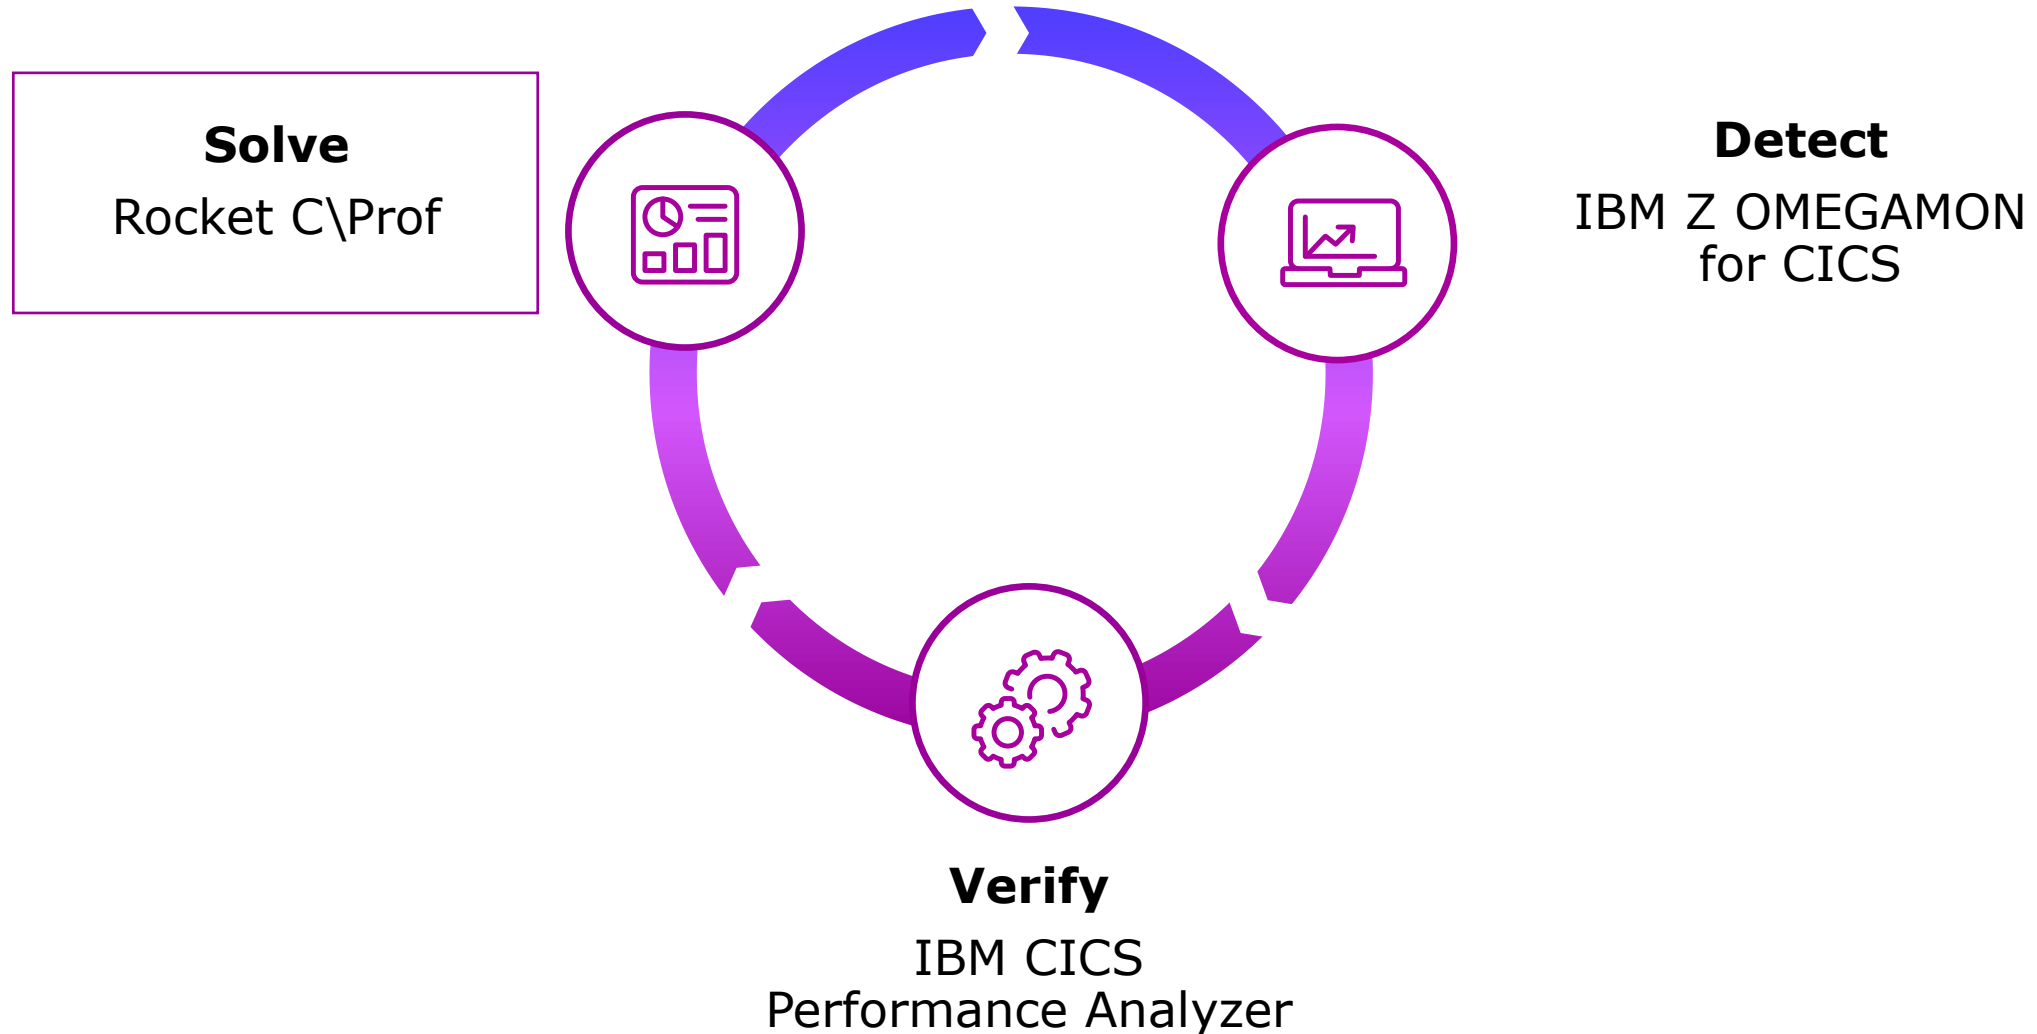 Solve
Rocket C\Prof
Detect
IBM Z OMEGAMON
for CICS
Verify
IBM CICS
Performance Analyzer